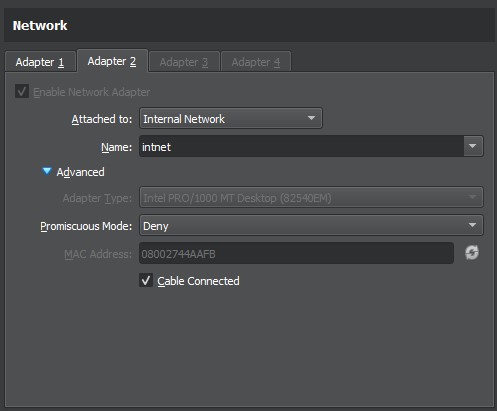 Network
Adapter 1 Adapter 2 Adapter 3 Adapter 4
Enable Network Adapter
Attached to: Internal Network
Name: intnet
Advanced
Adapter Type: Intel PRO/1000 MT Desktop (82540EM)
Promiscuous Mode: Deny
MAC Address: 08002744AAFB
Cable Connected